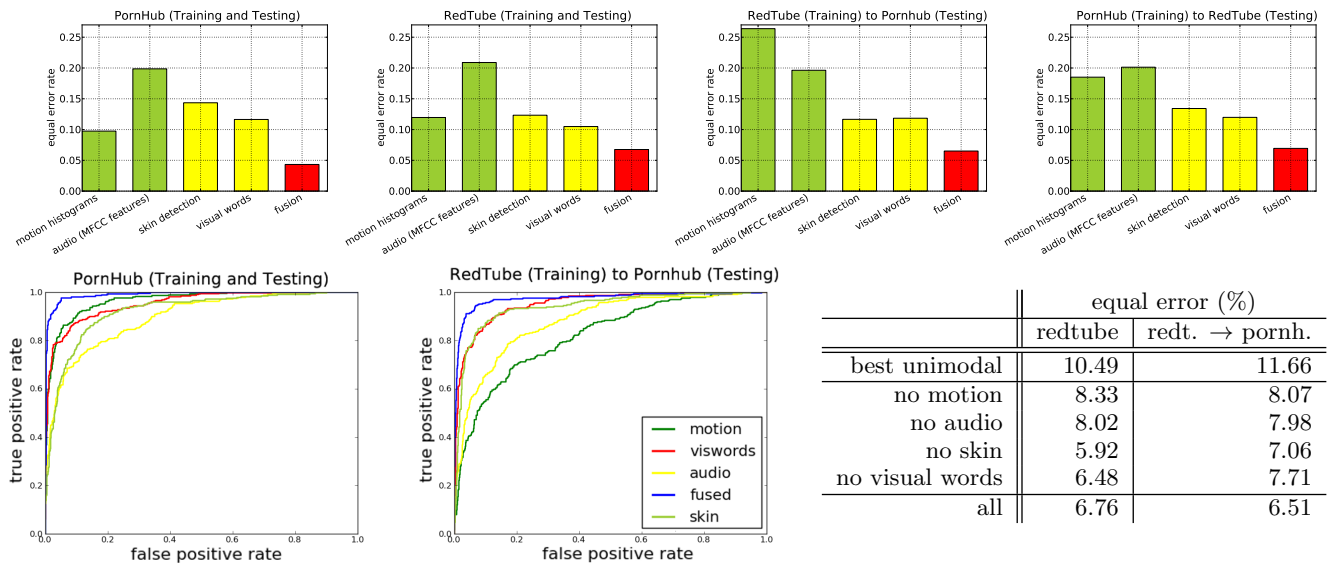 PornHub (Training and Testing)
equal error rate
0.25
0.20
0.15
0.10
0.05
0.00
motion histograms
audio (MFCC features)
skin detection
visual words
fusion
RedTube (Training and Testing)
equal error rate
0.25
0.20
0.15
0.10
0.05
0.00
motion histograms
audio (MFCC features)
skin detection
visual words
fusion
RedTube (Training) to Pornhub (Testing)
equal error rate
0.25
0.20
0.15
0.10
0.05
0.00
motion histograms
audio (MFCC features)
skin detection
visual words
fusion
PornHub (Training) to RedTube (Testing)
equal error rate
0.25
0.20
0.15
0.10
0.05
0.00
motion histograms
audio (MFCC features)
skin detection
visual words
fusion
PornHub (Training and Testing)
true positive rate
1.0
0.8
0.6
0.4
0.2
0.0
0.0 0.2 0.4 0.6 0.8 1.0
false positive rate
RedTube (Training) to Pornhub (Testing)
true positive rate
1.0
0.8
0.6
0.4
0.2
0.0
0.0 0.2 0.4 0.6 0.8 1.0
false positive rate
motion
viswords
audio
fused
skin
equal error (%)
redtube redt. → pornh.
best unimodal 10.49 11.66
no motion 8.33 8.07
no audio 8.02 7.98
no skin 5.92 7.06
no visual words 6.48 7.71
all 6.76 6.51